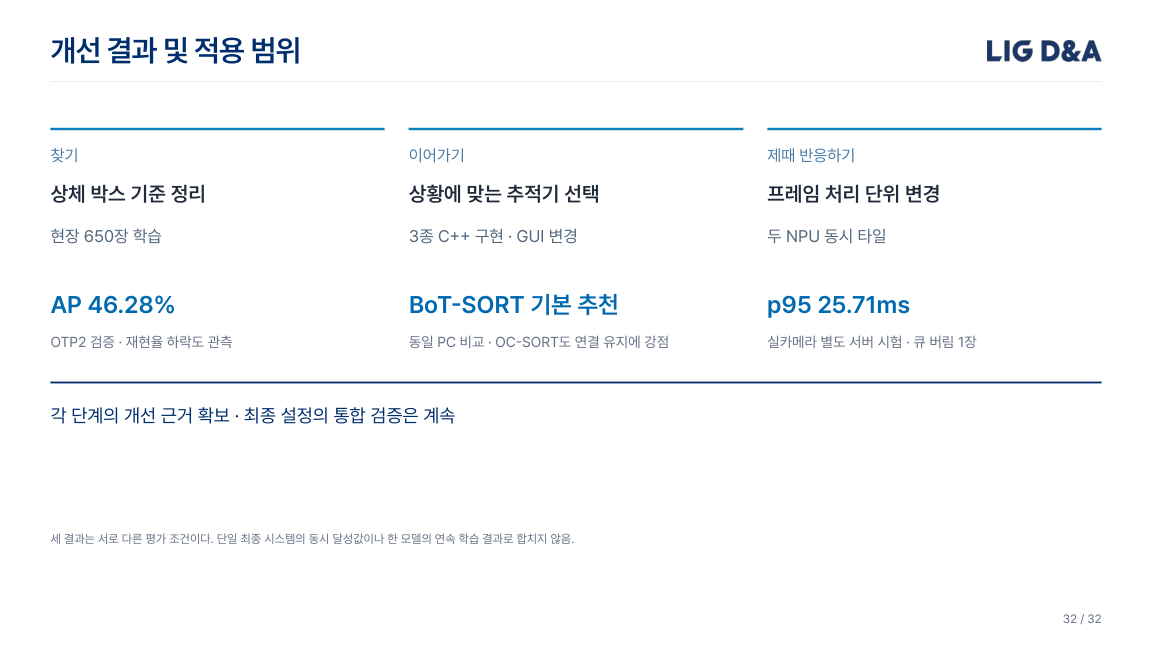 개선 결과 및 적용 범위
LIG D&A
찾기
상체 박스 기준 정리
현장 650장 학습
AP 46.28%
OTP2 검증 · 재현율 하락도 관측
이어가기
상황에 맞는 추적기 선택
3종 C++ 구현 · GUI 변경
BoT-SORT 기본 추천
동일 PC 비교 · OC-SORT도 연결 유지에 강점
제때 반응하기
프레임 처리 단위 변경
두 NPU 동시 타일
p95 25.71ms
실카메라 별도 서버 시험 · 큐 버림 1장
각 단계의 개선 근거 확보 · 최종 설정의 통합 검증은 계속
세 결과는 서로 다른 평가 조건이다. 단일 최종 시스템의 동시 달성값이나 한 모델의 연속 학습 결과로 합치지 않음.
32 / 32